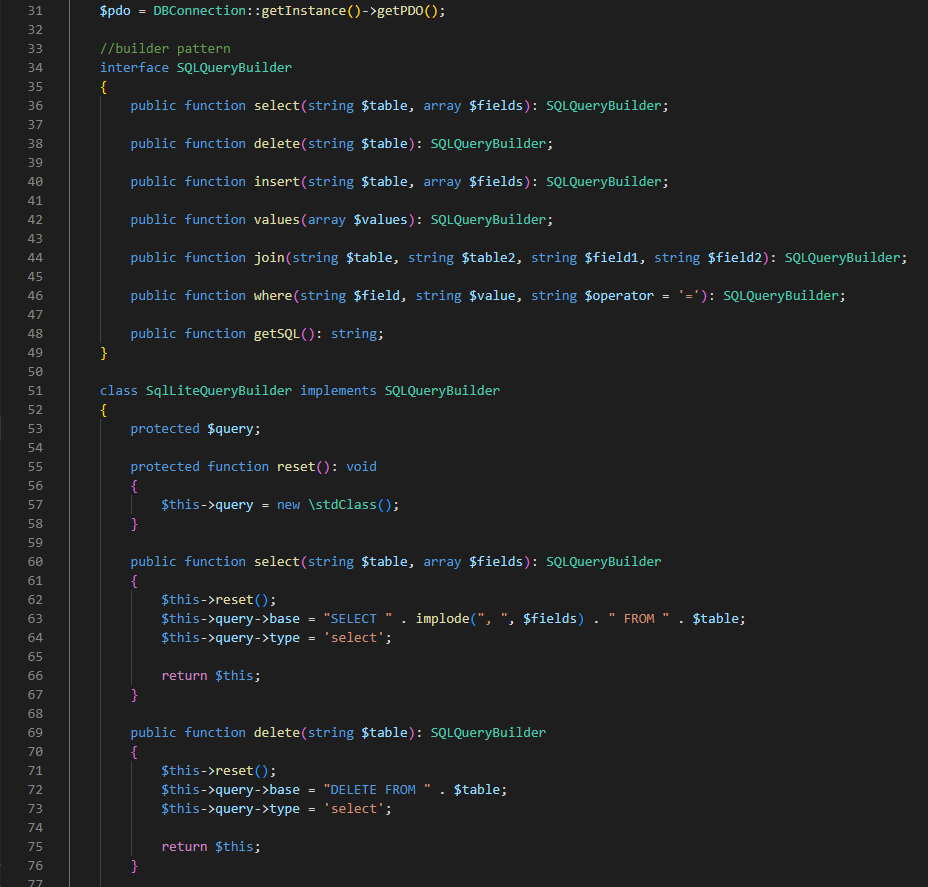 31 $pdo = DBConnection::getInstance()->getPDO();
32
33 //builder pattern
34 interface SQLQueryBuilder
35 {
36 public function select(string $table, array $fields): SQLQueryBuilder;
37
38 public function delete(string $table): SQLQueryBuilder;
39
40 public function insert(string $table, array $fields): SQLQueryBuilder;
41
42 public function values(array $values): SQLQueryBuilder;
43
44 public function join(string $table, string $table2, string $field1, string $field2): SQLQueryBuilder;
45
46 public function where(string $field, string $value, string $operator = '='): SQLQueryBuilder;
47
48 public function getSQL(): string;
49 }
50
51 class SqlLiteQueryBuilder implements SQLQueryBuilder
52 {
53 protected $query;
54
55 protected function reset(): void
56 {
57 $this->query = new \stdClass();
58 }
59
60 public function select(string $table, array $fields): SQLQueryBuilder
61 {
62 $this->reset();
63 $this->query->base = "SELECT " . implode(", ", $fields) . " FROM " . $table;
64 $this->query->type = 'select';
65
66 return $this;
67 }
68
69 public function delete(string $table): SQLQueryBuilder
70 {
71 $this->reset();
72 $this->query->base = "DELETE FROM " . $table;
73 $this->query->type = 'select';
74
75 return $this;
76 }
77